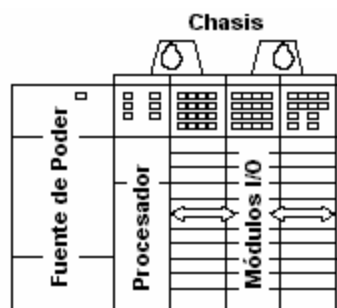 Chasis
Fuente de Poder
Procesador
Módulos I/O